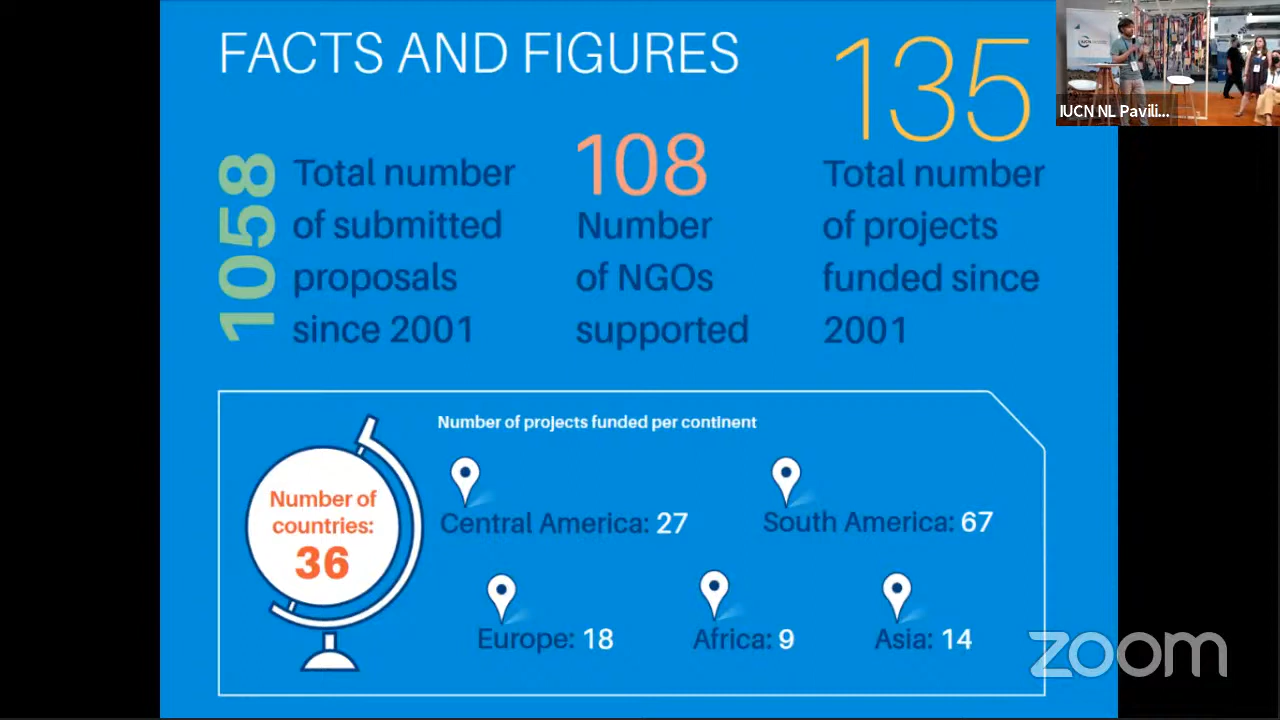 FACTS AND FIGURES
1058
Total number
of submitted
proposals
since 2001
108
Number
of NGOs
supported
135
Total number
of projects
funded since
2001
Number of projects funded per continent
Number of
countries:
36
Central America: 27
South America: 67
Europe: 18
Africa: 9
Asia: 14
IUCN NL Pavili...
zoom